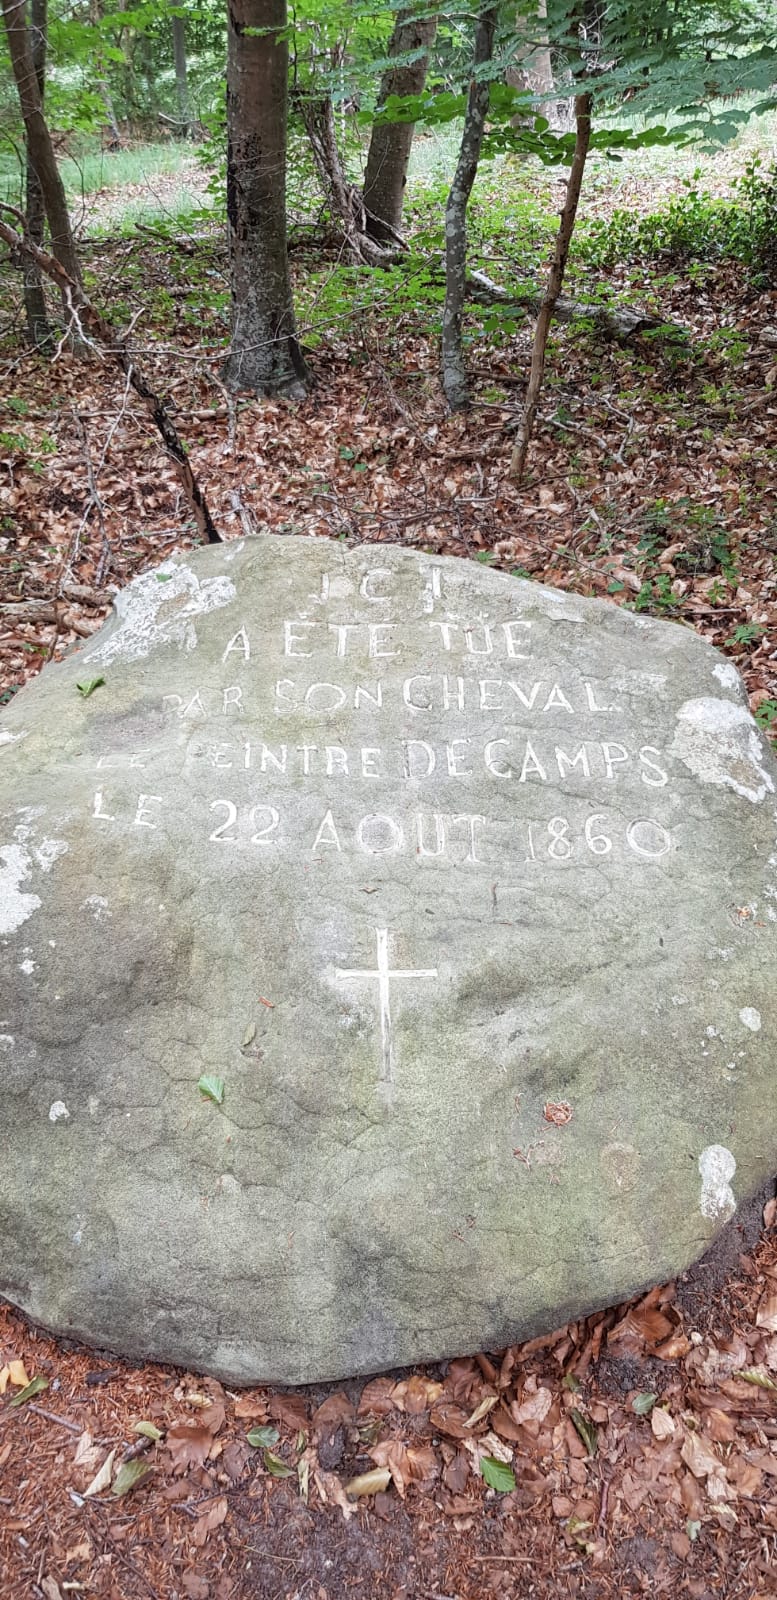 ICI
A ETE TUE
PAR SON CHEVAL
LE PEINTRE DECAMPS
LE 22 AOUT 1860